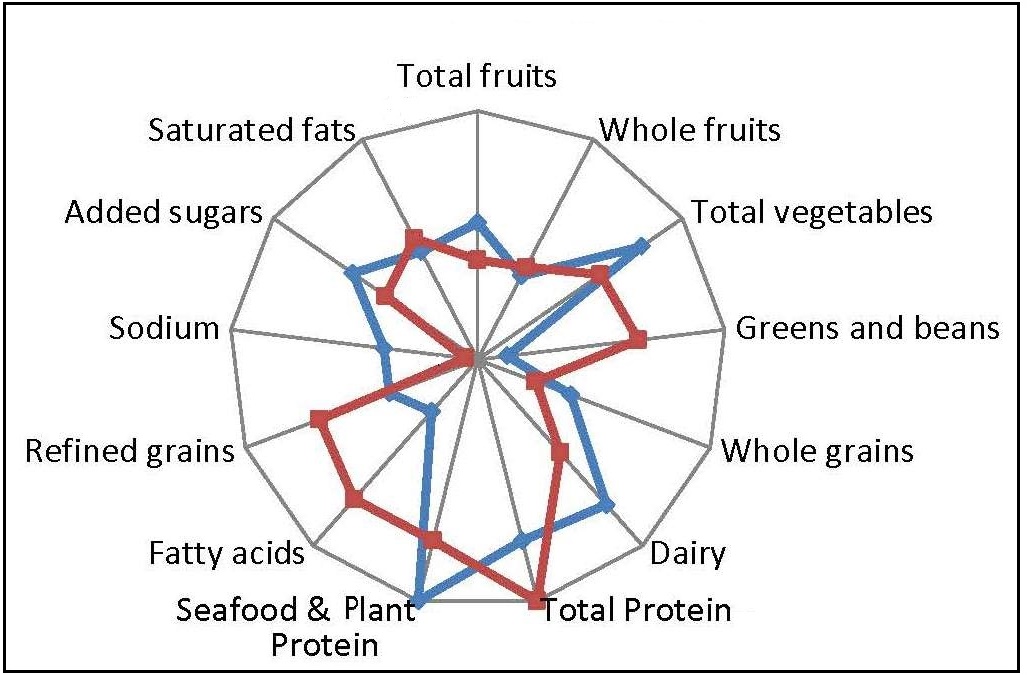 Total fruits
Saturated fats
Whole fruits
Added sugars
Total vegetables
Sodium
Greens and beans
Refined grains
Whole grains
Fatty acids
Dairy
Seafood & Plant
Protein
Total Protein